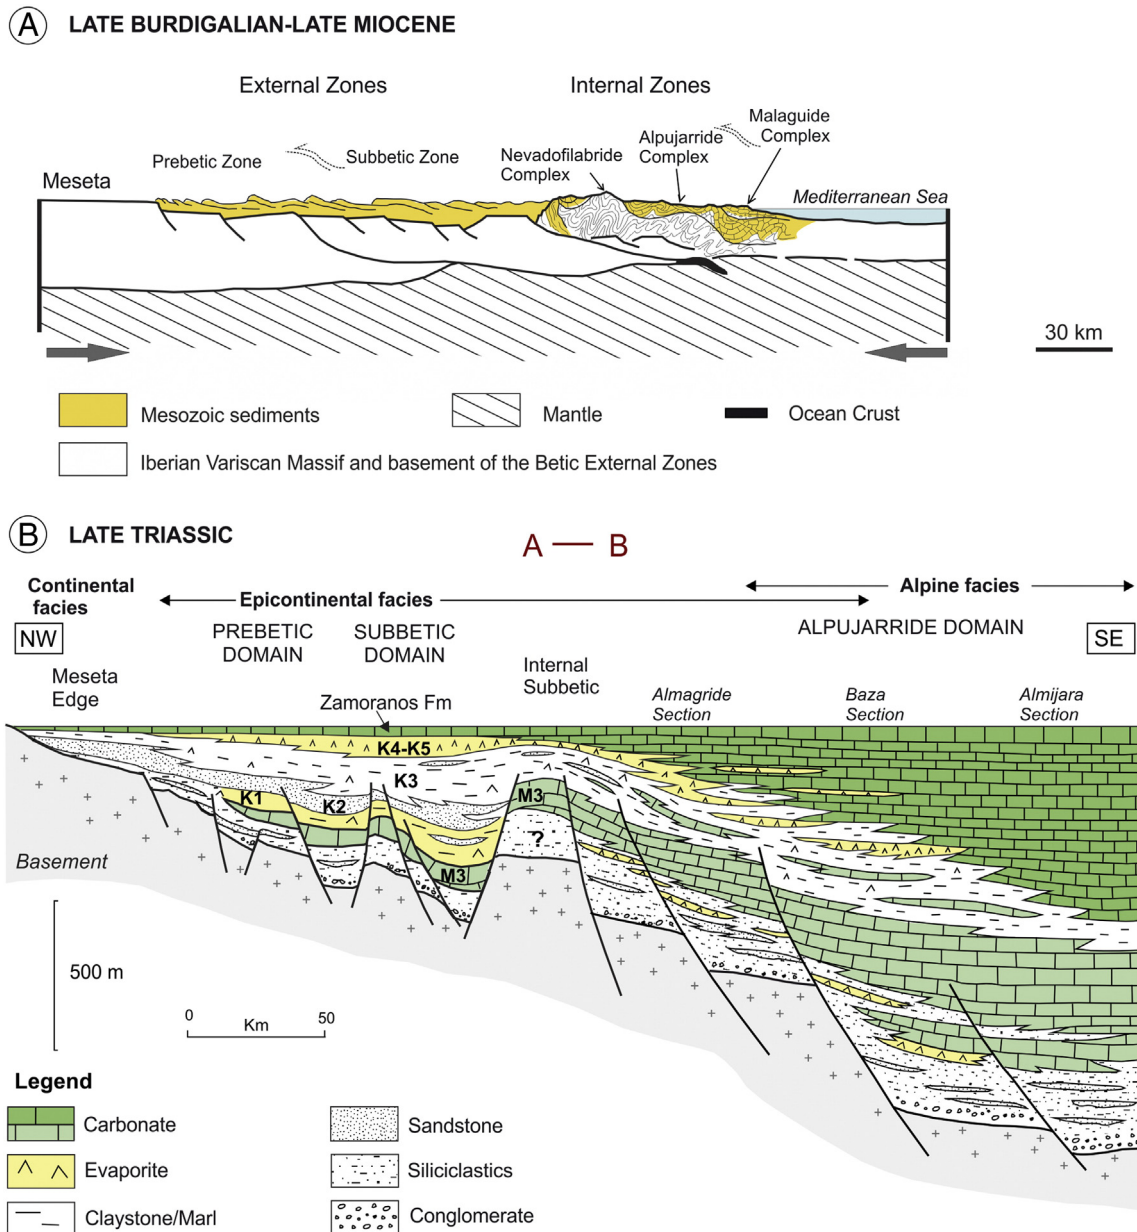 A LATE BURDIGALIAN-LATE MIOCENE
External Zones
Internal Zones
Malaguide
Complex
Alpujarride
Complex
Nevadofilabride
Complex
Prebetic Zone
Subbetic Zone
Meseta
Mediterranean Sea
30 km
Mesozoic sediments
Mantle
Ocean Crust
Iberian Variscan Massif and basement of the Betic External Zones
B LATE TRIASSIC
A — B
Continental
facies
Epicontinental facies
Alpine facies
NW
PREBETIC
DOMAIN
SUBBETIC
DOMAIN
ALPUJARRIDE DOMAIN
SE
Meseta
Edge
Zamoranos Fm
Internal
Subbetic
Almagride
Section
Baza
Section
Almijara
Section
K4-K5
K3
K1
K2
M3
M3
?
Basement
500 m
0
50
Km
Legend
Carbonate
Sandstone
Evaporite
Siliciclastics
Claystone/Marl
Conglomerate